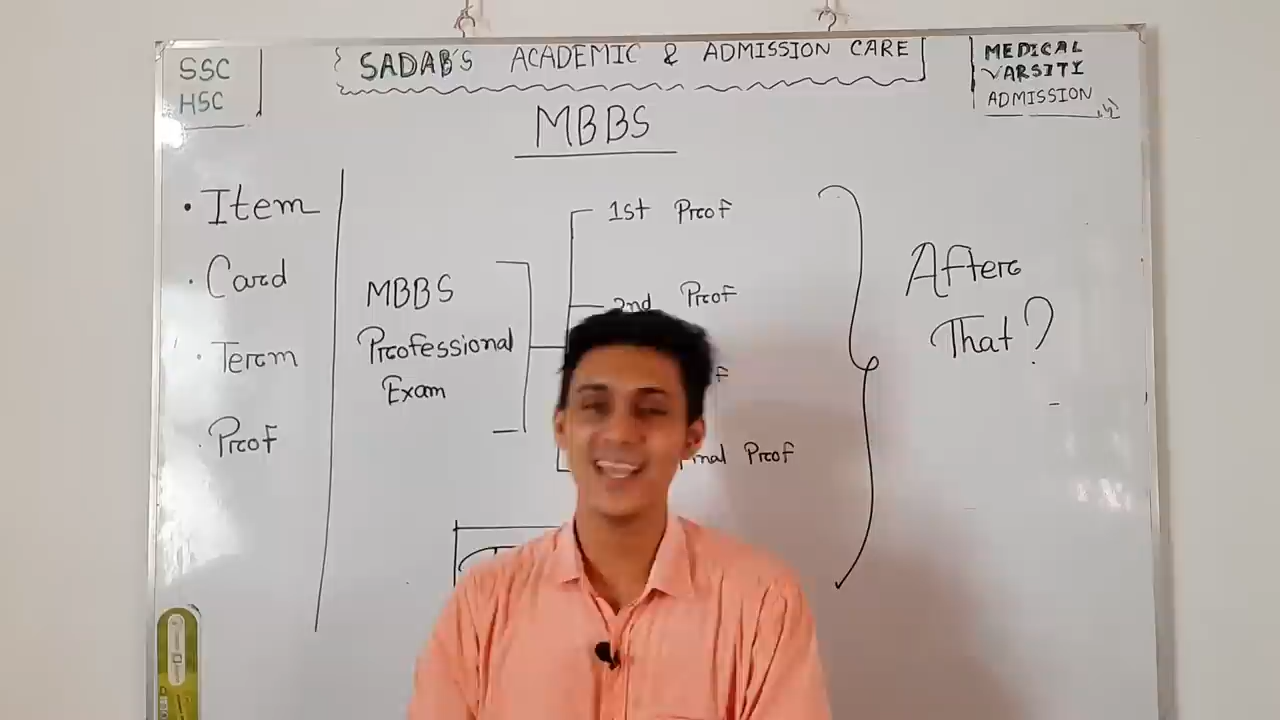 SSC
HSC
SADAB'S ACADEMIC & ADMISSION CARE
MEDICAL
VARSITI
ADMISSION
MBBS
• Item
• Card
• Term
• Prof
MBBS
Professional
Exam
1st Prof
2nd Prof
Prof
After
That?